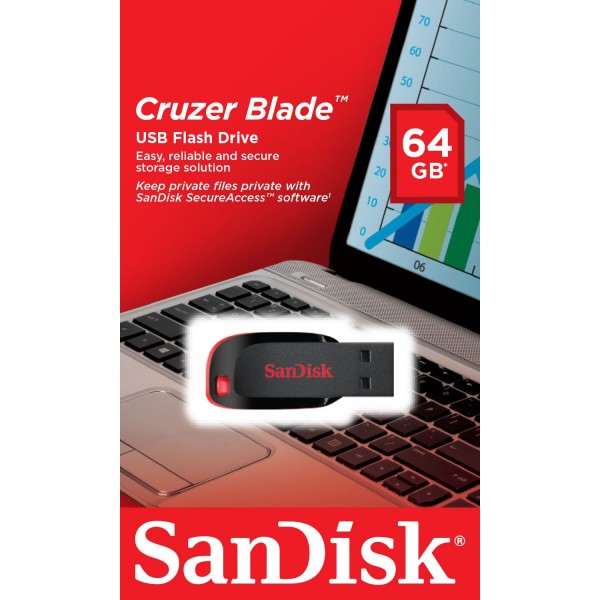 Cruzer Blade™
USB Flash Drive
Easy, reliable and secure
storage solution
Keep private files private with
SanDisk SecureAccess™ software¹
64
GB*
70
60
50
30
20
10
0
06
SanDisk
SanDisk®